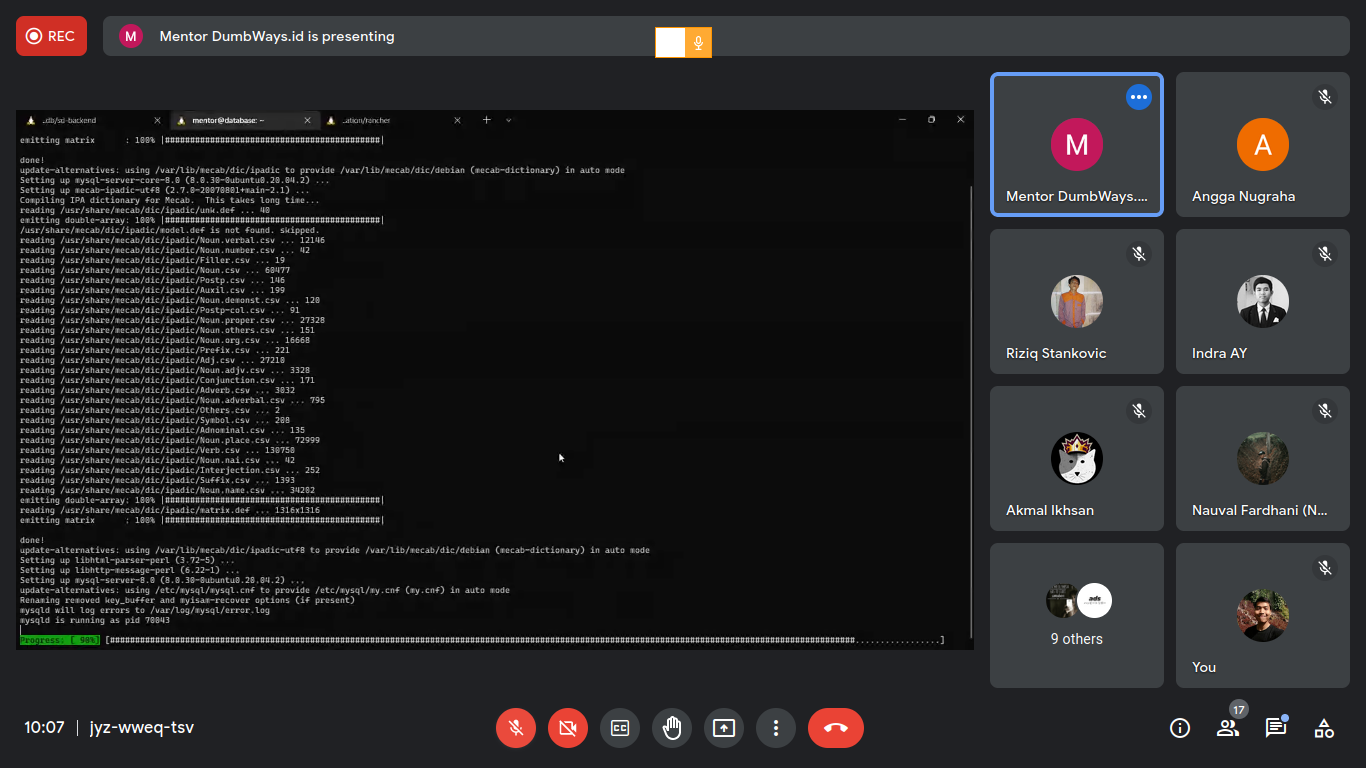 REC
M
Mentor DumbWays.id is presenting
_db/sci-backend
mentor@database: ~
_ation/rancher
emitting matrix      : 100% |###########################################|
done!
update-alternatives: using /var/lib/mecab/dic/ipadic to provide /var/lib/mecab/dic/debian (mecab-dictionary) in auto mode
Setting up mysql-server-core-8.0 (8.0.30-0ubuntu0.20.04.2) ...
Setting up mecab-ipadic-utf8 (2.7.0-20070801+main-2.1) ...
Compiling IPA dictionary for Mecab.  This takes long time...
reading /usr/share/mecab/dic/ipadic/unk.def ... 40
emitting double-array: 100% |###########################################|
/usr/share/mecab/dic/ipadic/model.def is not found. skipped.
reading /usr/share/mecab/dic/ipadic/Noun.verbal.csv ... 12146
reading /usr/share/mecab/dic/ipadic/Noun.number.csv ... 42
reading /usr/share/mecab/dic/ipadic/Filler.csv ... 19
reading /usr/share/mecab/dic/ipadic/Noun.csv ... 60477
reading /usr/share/mecab/dic/ipadic/Postp.csv ... 146
reading /usr/share/mecab/dic/ipadic/Auxil.csv ... 199
reading /usr/share/mecab/dic/ipadic/Noun.demonst.csv ... 120
reading /usr/share/mecab/dic/ipadic/Postp-col.csv ... 91
reading /usr/share/mecab/dic/ipadic/Noun.proper.csv ... 27328
reading /usr/share/mecab/dic/ipadic/Noun.others.csv ... 151
reading /usr/share/mecab/dic/ipadic/Noun.org.csv ... 16668
reading /usr/share/mecab/dic/ipadic/Prefix.csv ... 221
reading /usr/share/mecab/dic/ipadic/Adj.csv ... 27210
reading /usr/share/mecab/dic/ipadic/Noun.adjv.csv ... 3328
reading /usr/share/mecab/dic/ipadic/Conjunction.csv ... 171
reading /usr/share/mecab/dic/ipadic/Adverb.csv ... 3032
reading /usr/share/mecab/dic/ipadic/Noun.adverbal.csv ... 795
reading /usr/share/mecab/dic/ipadic/Others.csv ... 2
reading /usr/share/mecab/dic/ipadic/Symbol.csv ... 208
reading /usr/share/mecab/dic/ipadic/Adnominal.csv ... 135
reading /usr/share/mecab/dic/ipadic/Noun.place.csv ... 72999
reading /usr/share/mecab/dic/ipadic/Verb.csv ... 130750
reading /usr/share/mecab/dic/ipadic/Noun.nai.csv ... 42
reading /usr/share/mecab/dic/ipadic/Interjection.csv ... 252
reading /usr/share/mecab/dic/ipadic/Suffix.csv ... 1393
reading /usr/share/mecab/dic/ipadic/Noun.name.csv ... 34202
emitting double-array: 100% |###########################################|
reading /usr/share/mecab/dic/ipadic/matrix.def ... 1316x1316
emitting matrix      : 100% |###########################################|
done!
update-alternatives: using /var/lib/mecab/dic/ipadic-utf8 to provide /var/lib/mecab/dic/debian (mecab-dictionary) in auto mode
Setting up libhtml-parser-perl (3.72-5) ...
Setting up libhttp-message-perl (6.22-1) ...
Setting up mysql-server-8.0 (8.0.30-0ubuntu0.20.04.2) ...
update-alternatives: using /etc/mysql/mysql.cnf to provide /etc/mysql/my.cnf (my.cnf) in auto mode
Renaming removed key_buffer and myisam-recover options (if present)
mysqld will log errors to /var/log/mysql/error.log
mysqld is running as pid 70043
Progress: [ 90%]
M
Mentor DumbWays....
A
Angga Nugraha
Riziq Stankovic
Indra AY
Akmal Ikhsan
Nauval Fardhani (N...
ads
9 others
You
10:07 | jyz-wweq-tsv
CC
17